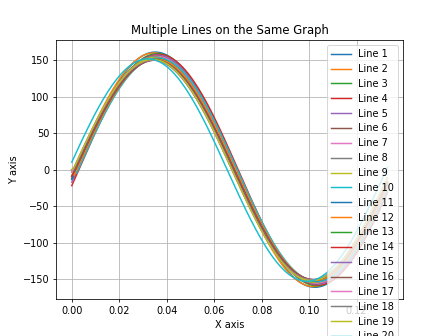 Multiple Lines on the Same Graph
150
100
50
0
−50
−100
−150
Y axis
0.00
0.02
0.04
0.06
0.08
0.10
X axis
Line 1
Line 2
Line 3
Line 4
Line 5
Line 6
Line 7
Line 8
Line 9
Line 10
Line 11
Line 12
Line 13
Line 14
Line 15
Line 16
Line 17
Line 18
Line 19